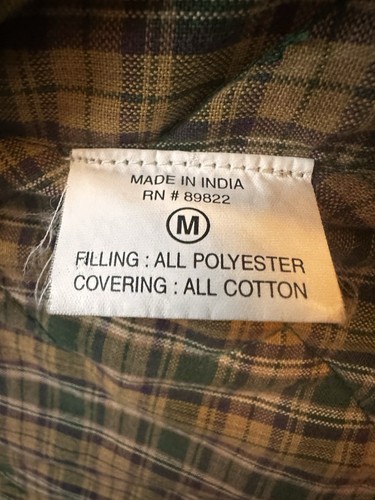 MADE IN INDIA
RN # 89822
M
FILLING : ALL POLYESTER
COVERING : ALL COTTON